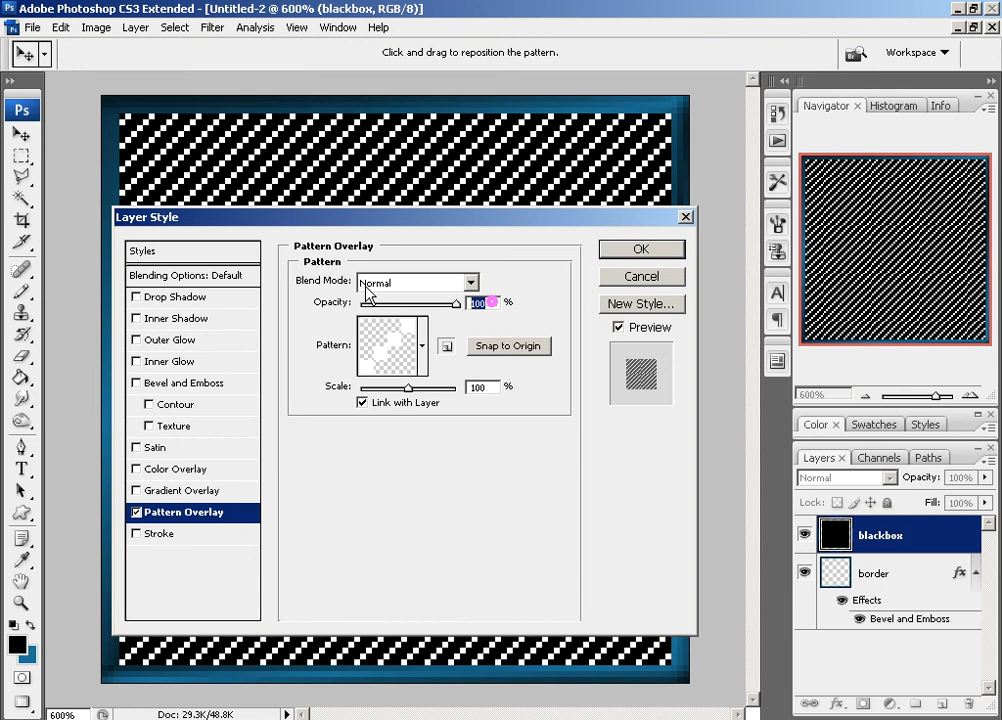 Adobe Photoshop CS3 Extended - [Untitled-2 @ 600% (blackbox, RGB/8)]
File Edit Image Layer Select Filter Analysis View Window Help
Click and drag to reposition the pattern.
Workspace
Ps
Navigator Histogram Info
600%
Color Swatches Styles
Layers Channels Paths
Normal Opacity: 100%
Lock: Fill: 100%
blackbox
border fx
Effects
Bevel and Emboss
Layer Style
Styles
Blending Options: Default
Drop Shadow
Inner Shadow
Outer Glow
Inner Glow
Bevel and Emboss
Contour
Texture
Satin
Color Overlay
Gradient Overlay
Pattern Overlay
Stroke
Pattern Overlay
Pattern
Blend Mode: Normal
Opacity: 100 %
Pattern: Snap to Origin
Scale: 100 %
Link with Layer
OK
Cancel
New Style...
Preview
600% Doc: 29.3K/48.8K